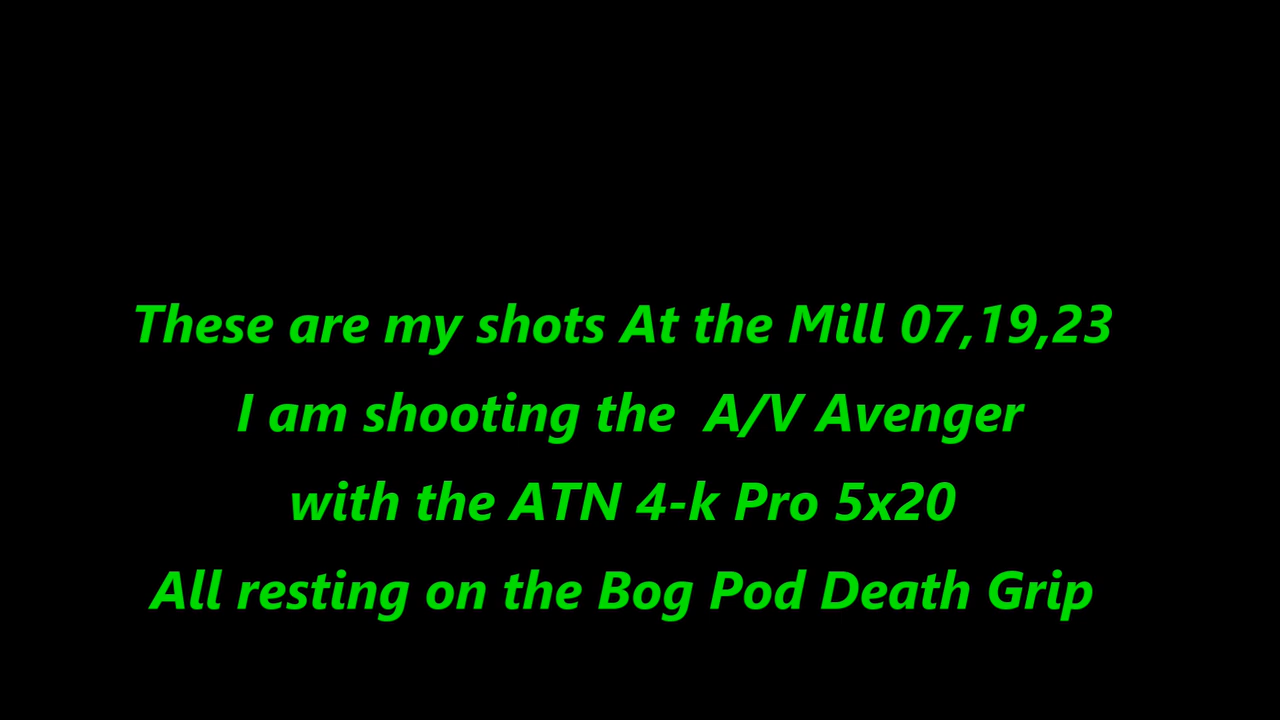 These are my shots At the Mill 07,19,23
I am shooting the  A/V Avenger
with the ATN 4-k Pro 5x20
All resting on the Bog Pod Death Grip